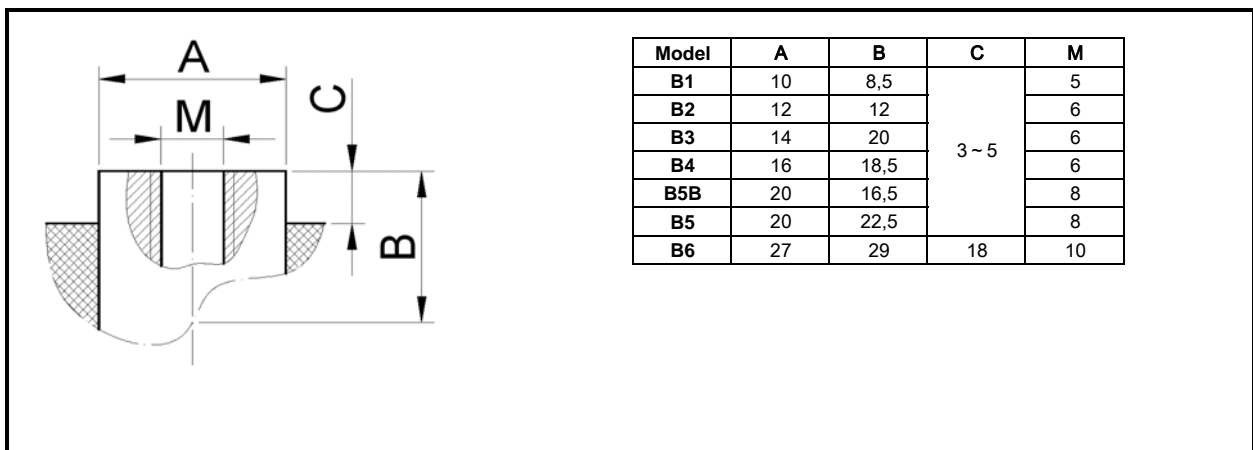 A
M
C
B
Model A B C M
B1 10 8,5 3 ~ 5 5
B2 12 12 6
B3 14 20 6
B4 16 18,5 6
B5B 20 16,5 8
B5 20 22,5 8
B6 27 29 18 10